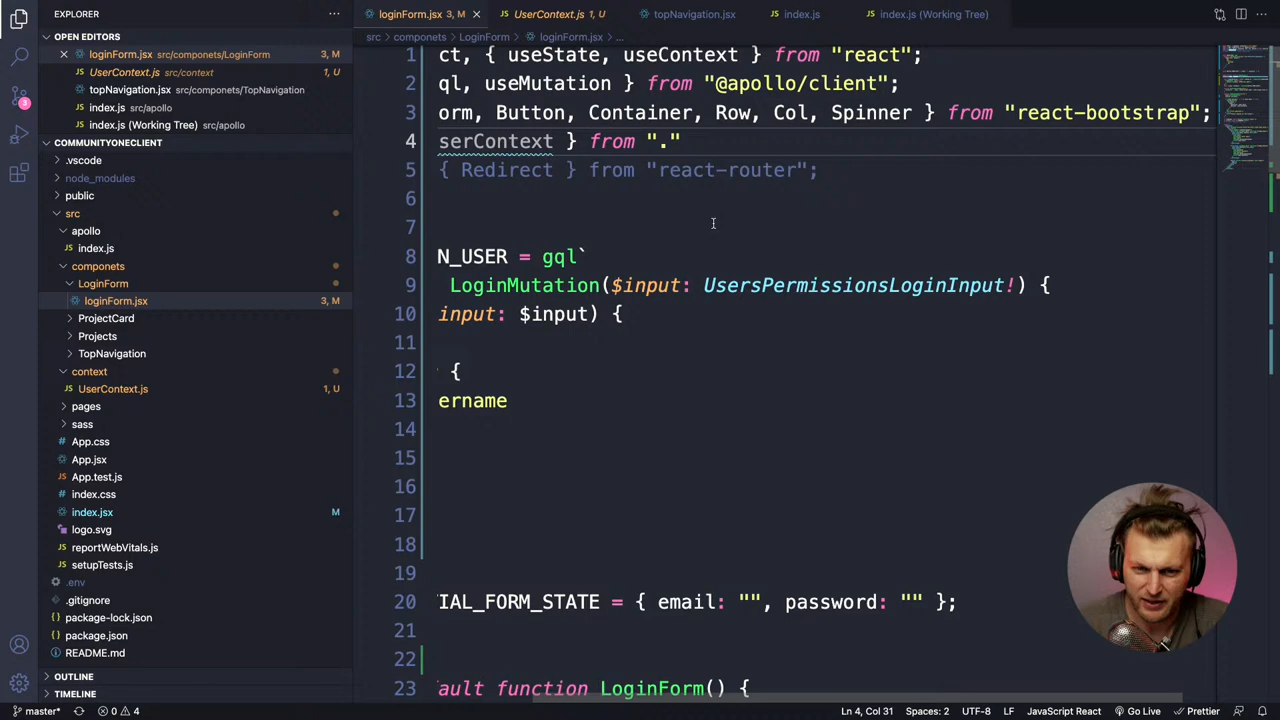 EXPLORER
OPEN EDITORS
loginForm.jsx src/componets/LoginForm 3, M
UserContext.js src/context 1, U
topNavigation.jsx src/componets/TopNavigation
index.js src/apollo
index.js (Working Tree)
COMMUNITYONECLIENT
.vscode
node_modules
public
src
apollo
index.js
componets
LoginForm
loginForm.jsx 3, M
ProjectCard
Projects
TopNavigation
context
UserContext.js 1, U
pages
sass
App.css
App.jsx
App.test.js
index.css
index.jsx M
logo.svg
reportWebVitals.js
setupTests.js
.env
.gitignore
package-lock.json
package.json
README.md
OUTLINE
TIMELINE
3
loginForm.jsx 3, M
UserContext.js 1, U
topNavigation.jsx
index.js
index.js (Working Tree)
src > componets > LoginForm > loginForm.jsx > ...
1 ct, { useState, useContext } from "react";
2 ql, useMutation } from "@apollo/client";
3 orm, Button, Container, Row, Col, Spinner } from "react-bootstrap";
4 serContext } from "."
5 { Redirect } from "react-router";
6
7
8 N_USER = gql`
9 LoginMutation($input: UsersPermissionsLoginInput!) {
10 input: $input) {
11
12 {
13 ername
14
15
16
17
18
19
20 IAL_FORM_STATE = { email: "", password: "" };
21
22
23 ault function LoginForm() {
master* 0 4
Ln 4, Col 31 Spaces: 2 UTF-8 LF JavaScript React Go Live Prettier